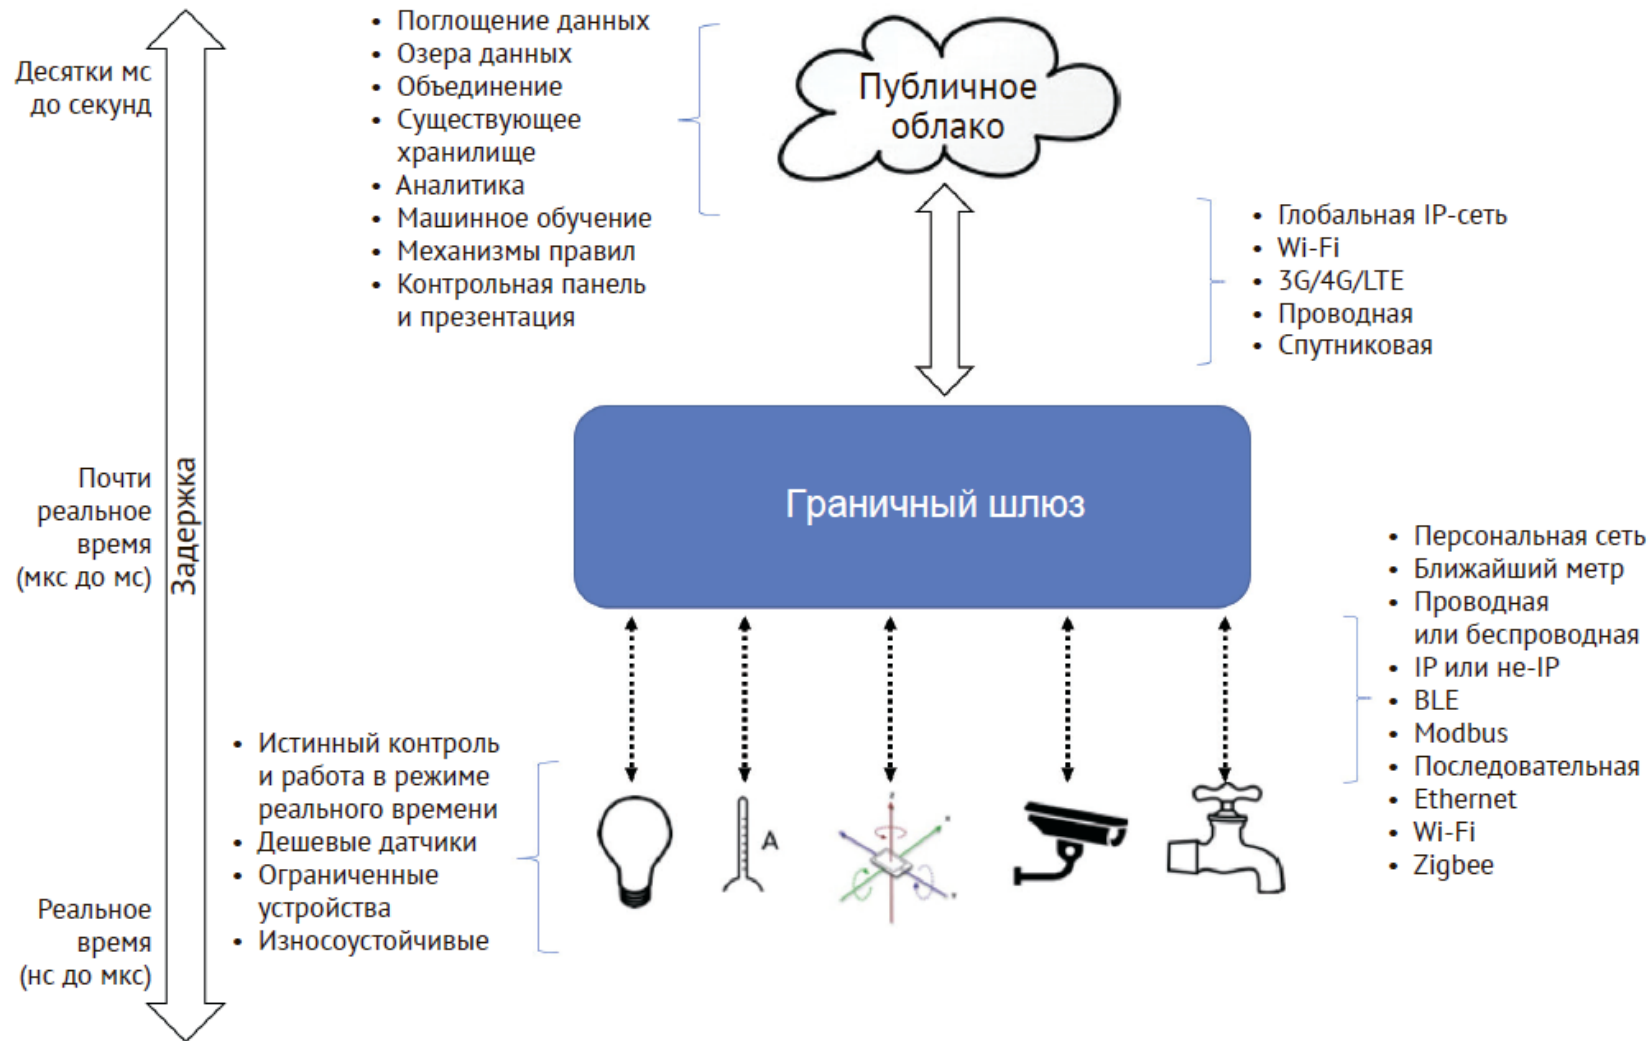 Десятки мс
до секунд
• Поглощение данных
• Озера данных
• Объединение
• Существующее
хранилище
• Аналитика
• Машинное обучение
• Механизмы правил
• Контрольная панель
и презентация
Публичное
облако
• Глобальная IP-сеть
• Wi-Fi
• 3G/4G/LTE
• Проводная
• Спутниковая
Почти
реальное
время
(мкс до мс)
Задержка
Граничный шлюз
• Персональная сеть
• Ближайший метр
• Проводная
или беспроводная
• IP или не-IP
• BLE
• Modbus
• Последовательная
• Ethernet
• Wi-Fi
• Zigbee
• Истинный контроль
и работа в режиме
реального времени
• Дешевые датчики
• Ограниченные
устройства
• Износоустойчивые
A
z
x
Y
Реальное
время
(нс до мкс)